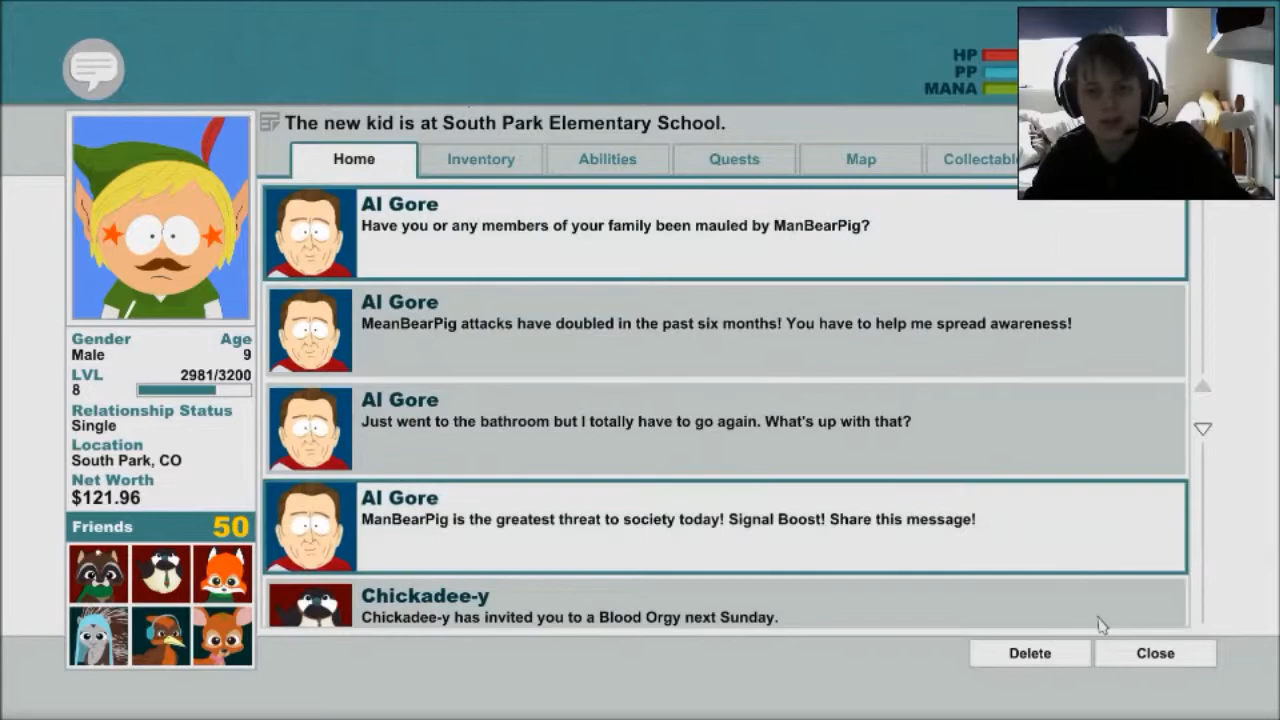 HP
PP
MANA
The new kid is at South Park Elementary School.
Home
Inventory
Abilities
Quests
Map
Collectabl
Al Gore
Have you or any members of your family been mauled by ManBearPig?
Al Gore
MeanBearPig attacks have doubled in the past six months! You have to help me spread awareness!
Al Gore
Just went to the bathroom but I totally have to go again. What's up with that?
Al Gore
ManBearPig is the greatest threat to society today! Signal Boost! Share this message!
Chickadee-y
Chickadee-y has invited you to a Blood Orgy next Sunday.
Gender Age
Male 9
LVL 2981/3200
8
Relationship Status
Single
Location
South Park, CO
Net Worth
$121.96
Friends 50
Delete Close